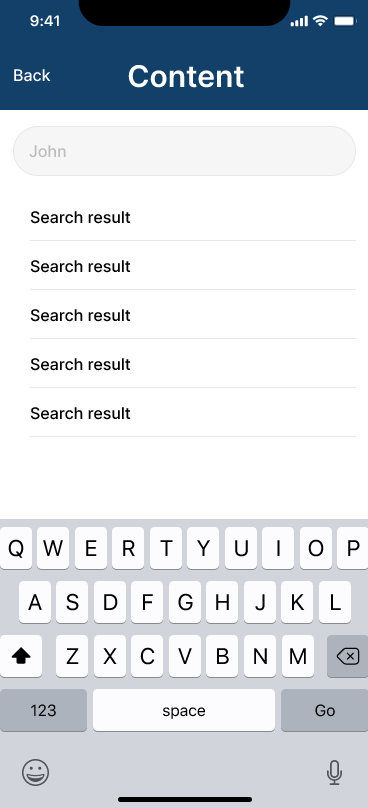 9:41
Back Content
John
Search result
Search result
Search result
Search result
Search result
Q W E R T Y U I O P
A S D F G H J K L
Z X C V B N M
123 space Go